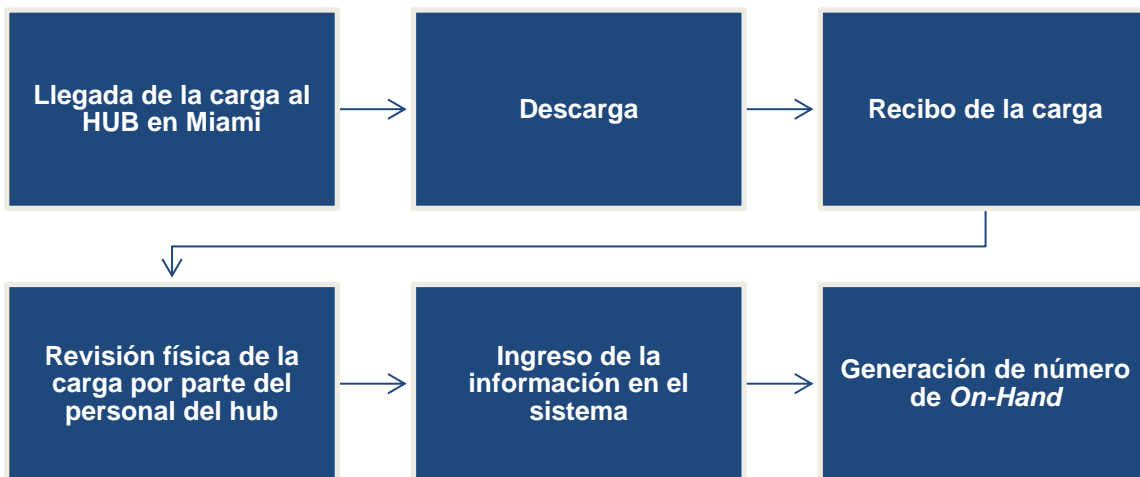 Llegada de la carga al
HUB en Miami
Descarga
Recibo de la carga
Revisión física de la
carga por parte del
personal del hub
Ingreso de la
información en el
sistema
Generación de número
de On-Hand